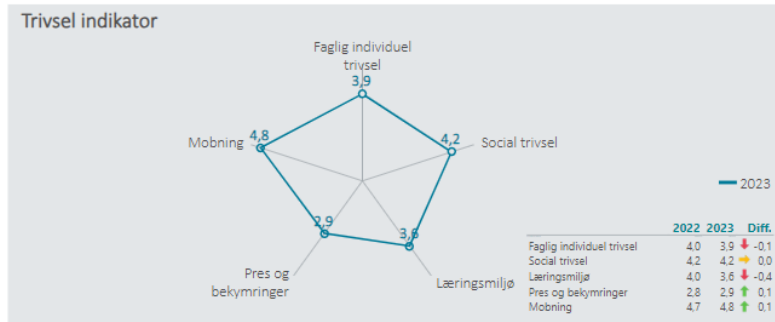 Trivsel indikator
Faglig individuel
trivsel
3,9
4,8
4,2
Mobning
Social trivsel
2023
2,9
3,6
Pres og
bekymringer
Læringsmiljø
2022 2023 Diff.
Faglig individuel trivsel 4,0 3,9 -0,1
Social trivsel 4,2 4,2 0,0
Læringsmiljø 4,0 3,6 -0,4
Pres og bekymringer 2,8 2,9 0,1
Mobning 4,7 4,8 0,1